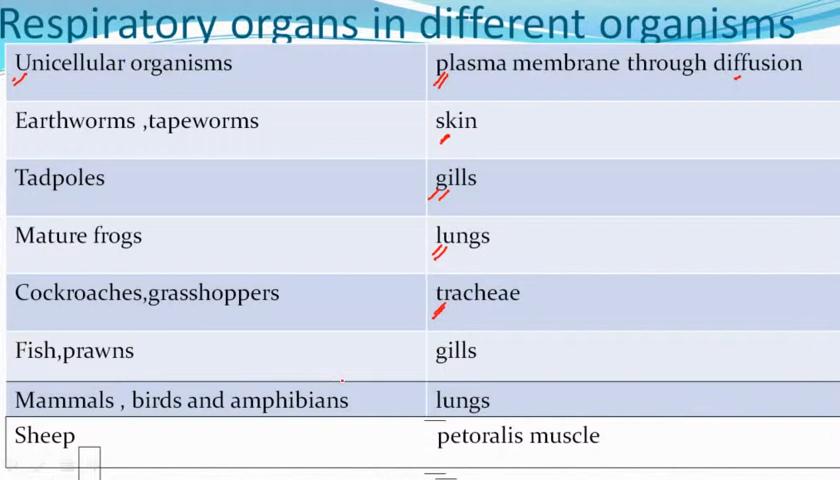 Respiratory organs in different organisms
Unicellular organisms plasma membrane through diffusion
Earthworms ,tapeworms skin
Tadpoles gills
Mature frogs lungs
Cockroaches,grasshoppers tracheae
Fish,prawns gills
Mammals , birds and amphibians lungs
Sheep petoralis muscle